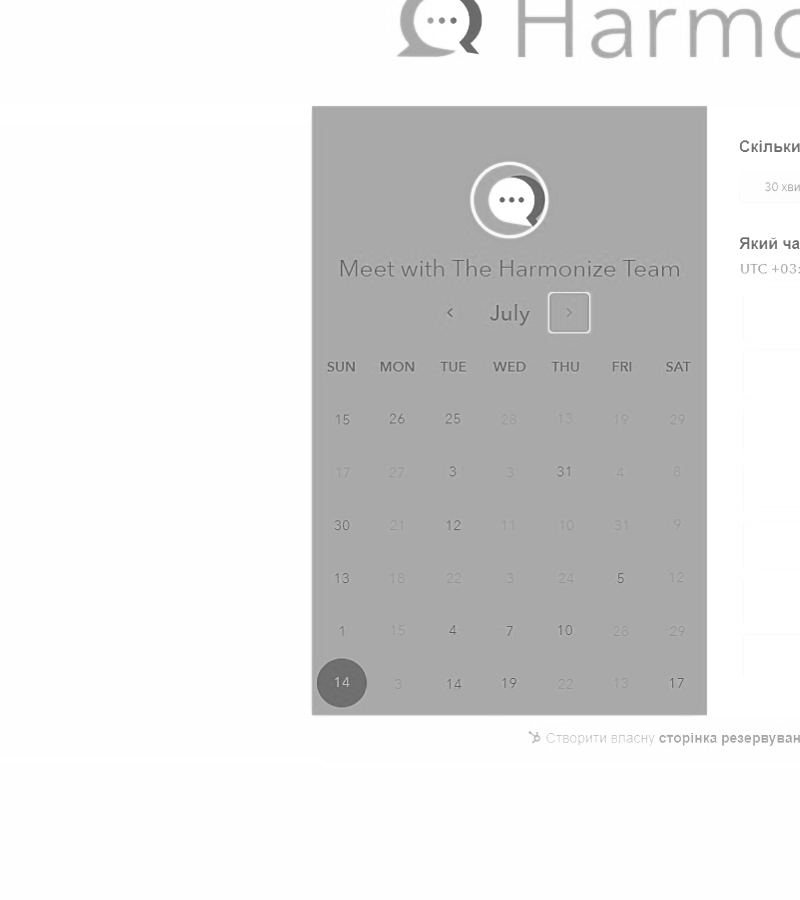 Harmo
Скільки
30 хви
Meet with The Harmonize Team
Який ча
UTC +03:
July
SUN MON TUE WED THU FRI SAT
15 26 25 28 13 19 29
17 27 3 3 31 4 8
30 21 12 11 10 31 9
13 18 22 3 24 5 12
1 15 4 7 10 28 29
14 3 14 19 22 13 17
Створити власну сторінка резервуван